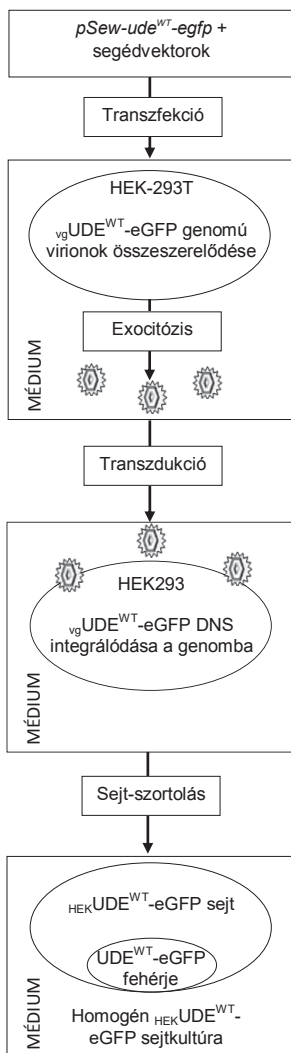 pSew-ude^WT-egfp +
segédvektorok
Transzfekció
HEK-293T
vgUDE^WT-eGFP genomú
virionok összeszerelődése
Exocitózis
MÉDIUM
Transzdukció
HEK293
vgUDE^WT-eGFP DNS
integrálódása a genomba
MÉDIUM
Sejt-szortolás
HEKUDE^WT-eGFP sejt
UDE^WT-eGFP
fehérje
MÉDIUM
Homogén HEKUDE^WT-
eGFP sejtkultúra